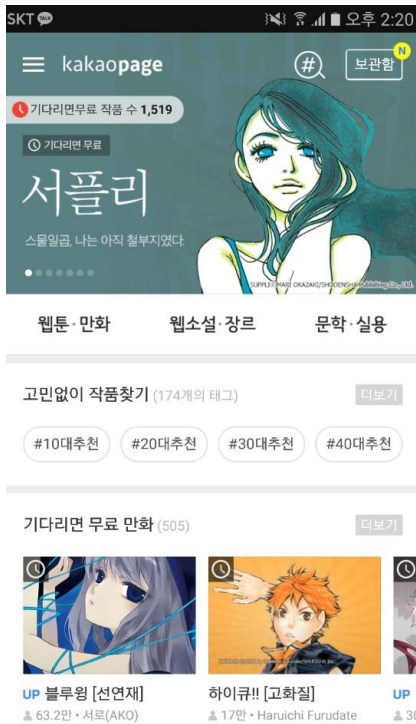 SKT TALK 오후 2:20
kakaopage # 보관함 N
기다리면무료 작품 수 1,519
기다리면 무료
서플리
스물일곱, 나는 아직 철부지였다.
SUPPLI ©MARI OKAZAKI/SHODENSHA Publishing Co., Ltd.
웹툰·만화 웹소설·장르 문학·실용
고민없이 작품찾기 (174개의 태그) 더보기
#10대추천 #20대추천 #30대추천 #40대추천
기다리면 무료 만화 (505) 더보기
UP 블루윙 [선연재] 하이큐!! [고화질] UP
63.2만 • 서로(AKO) 17만 • Haruichi Furudate